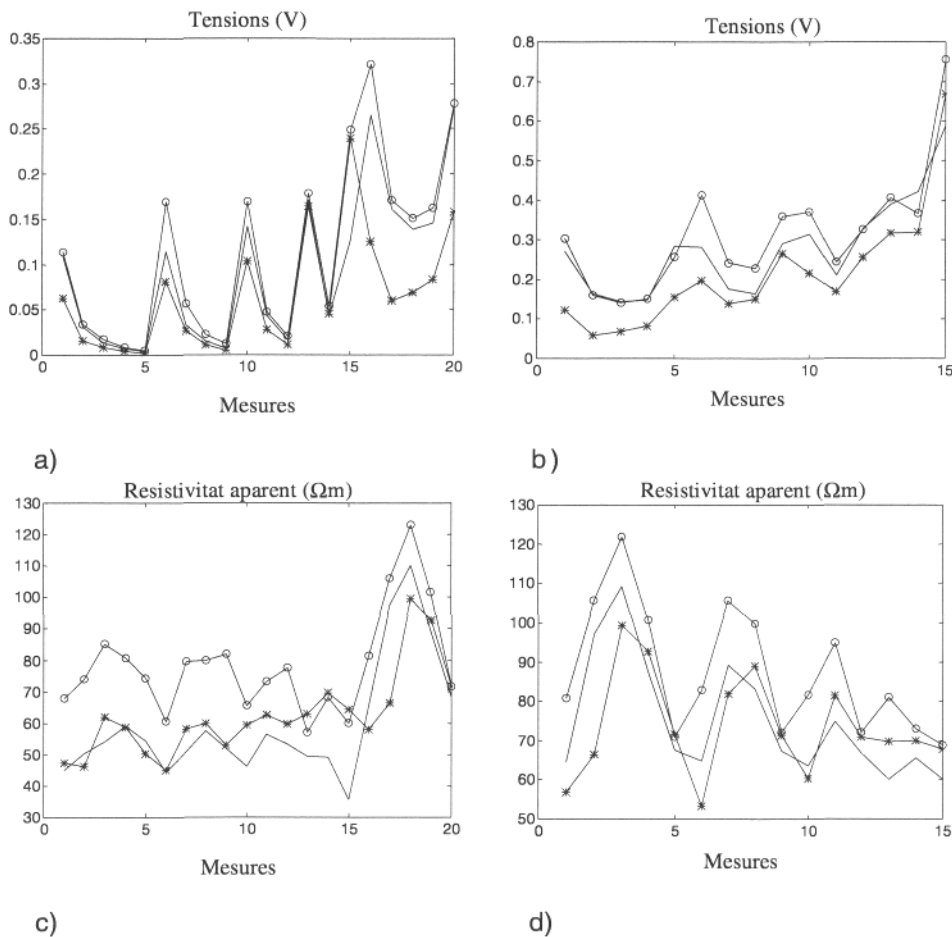 Tensions (V)
0.35
0.3
0.25
0.2
0.15
0.1
0.05
0
0 5 10 15 20
Mesures
a)
Tensions (V)
0.8
0.7
0.6
0.5
0.4
0.3
0.2
0.1
0
0 5 10 15
Mesures
b)
Resistivitat aparent (Ωm)
130
120
110
100
90
80
70
60
50
40
30
0 5 10 15 20
Mesures
c)
Resistivitat aparent (Ωm)
130
120
110
100
90
80
70
60
50
0 5 10 15
Mesures
d)